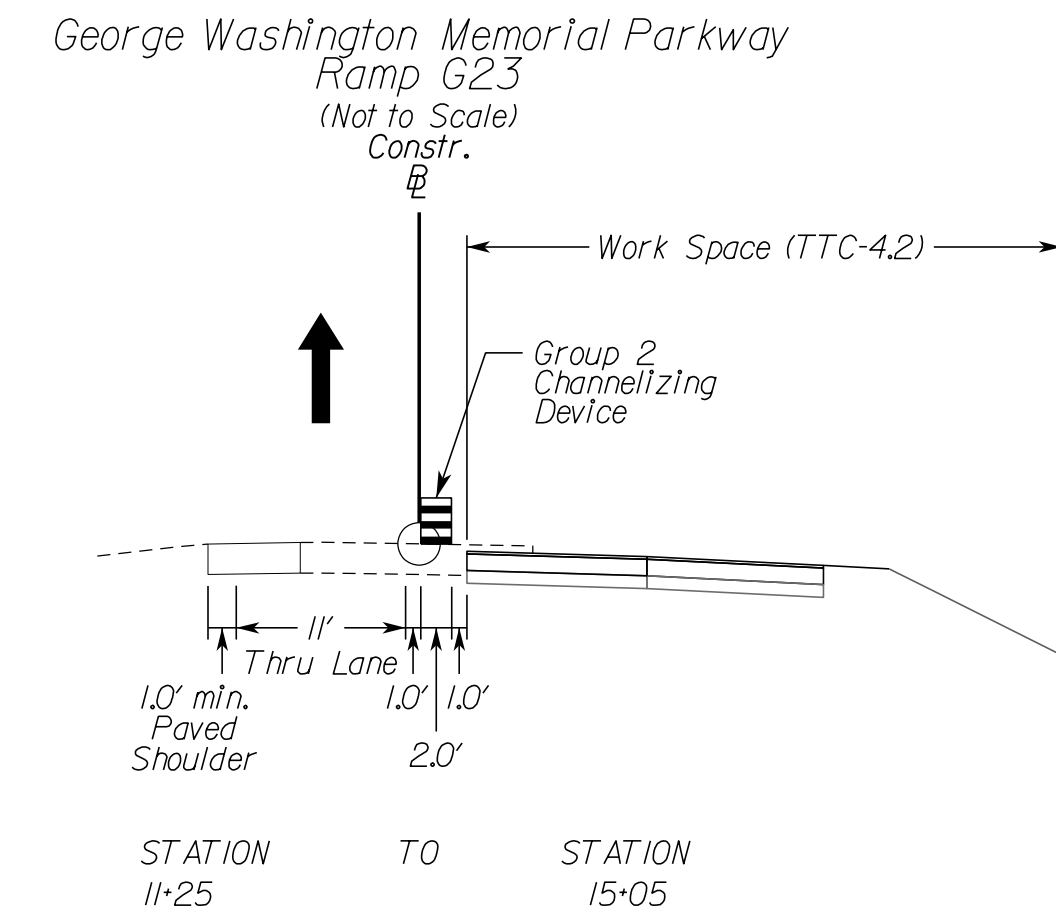 George Washington Memorial Parkway
Ramp G23
(Not to Scale)
Constr.
BL
Work Space (TTC-4.2)
Group 2
Channelizing
Device
11'
Thru Lane
1.0' min.
Paved
Shoulder
1.0' 1.0'
2.0'
STATION TO STATION
11+25 15+05